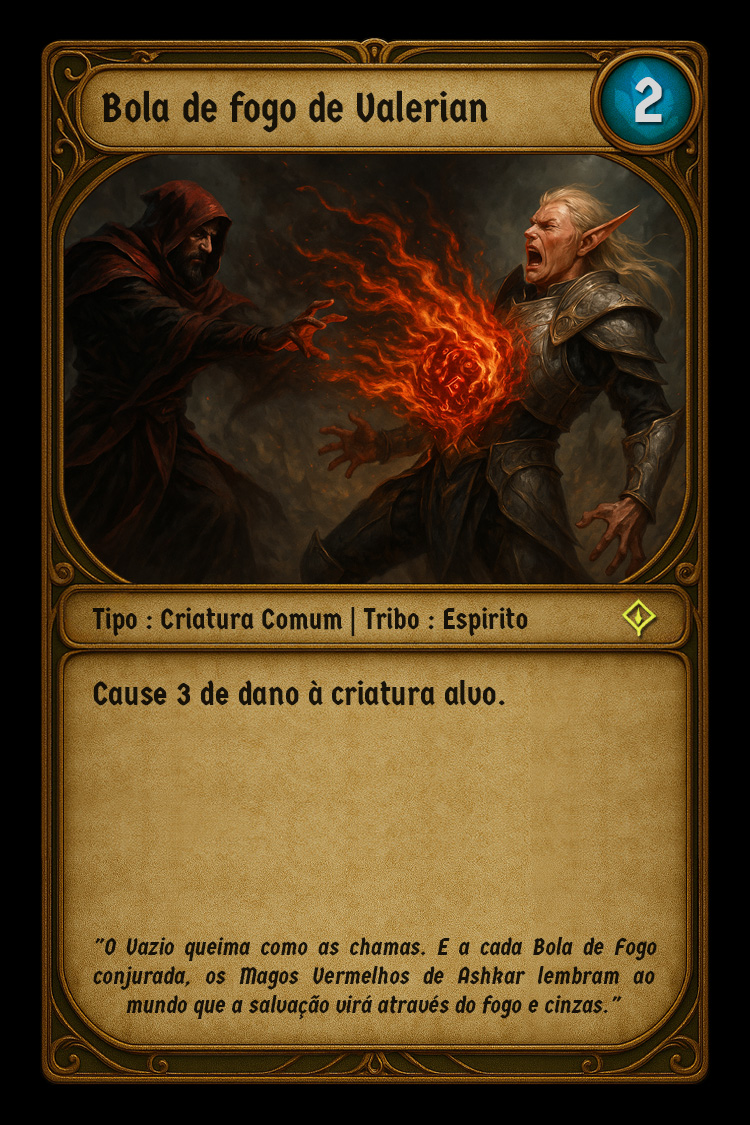 Bola de fogo de Valerian
2
Tipo : Criatura Comum | Tribo : Espirito
Cause 3 de dano à criatura alvo.
"O Vazio queima como as chamas. E a cada Bola de Fogo
conjurada, os Magos Vermelhos de Ashkar lembram ao
mundo que a salvação virá através do fogo e cinzas."